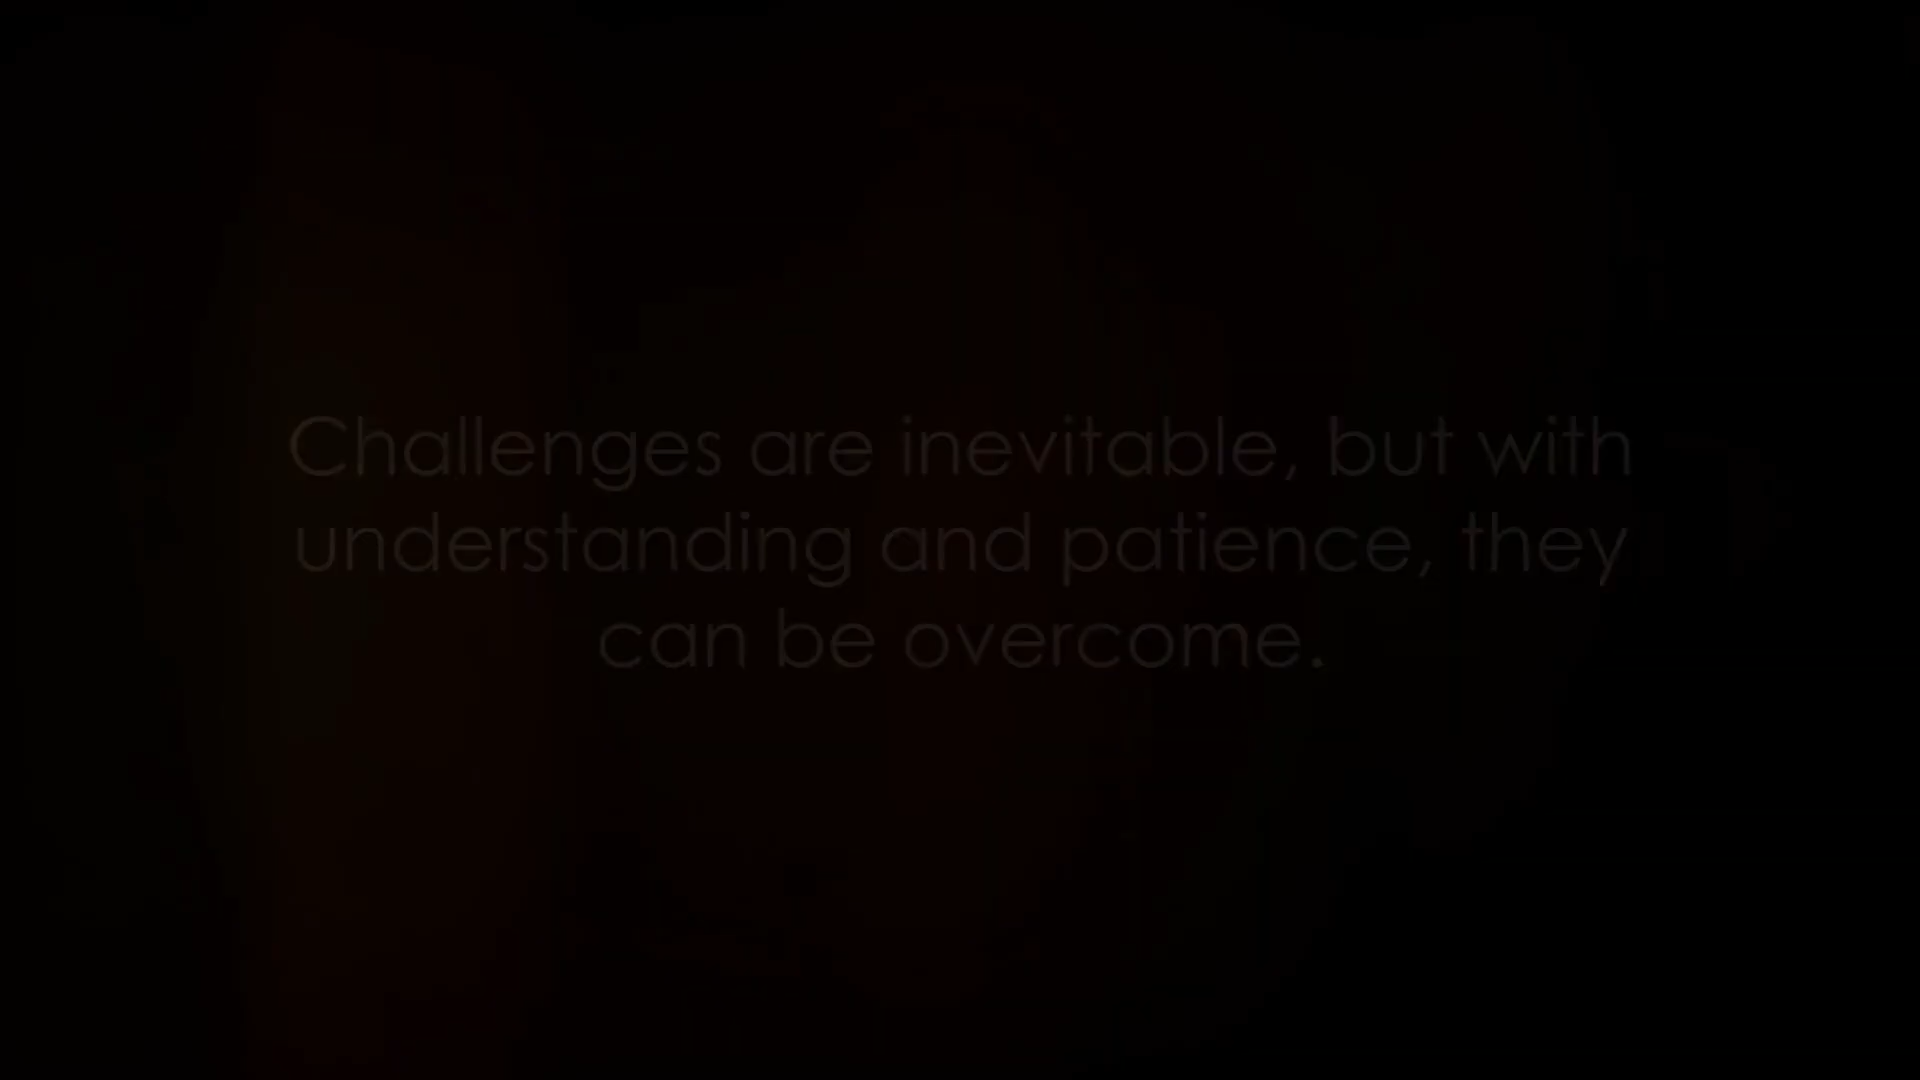 Challenges are inevitable, but with
understanding and patience, they
can be overcome.